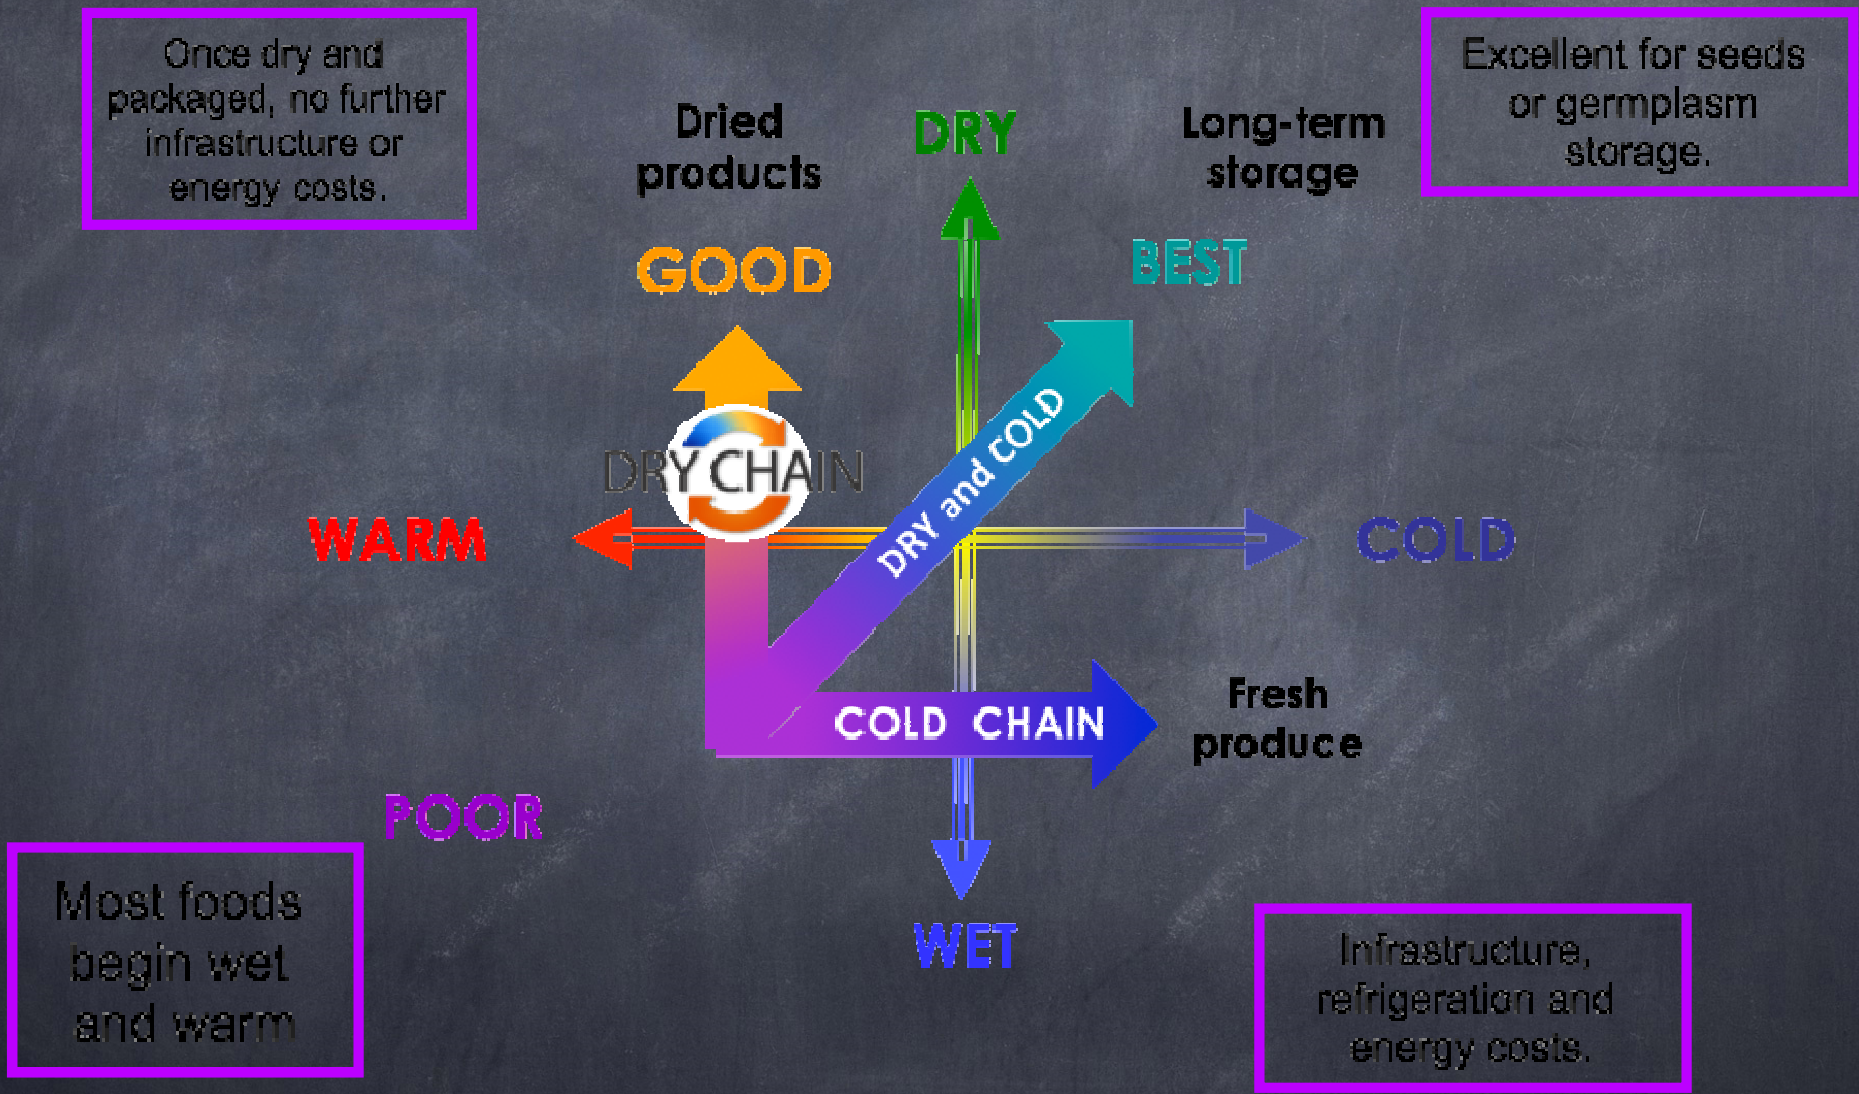 Once dry and
packaged, no further
infrastructure or
energy costs.
Dried
products
DRY
Long-term
storage
Excellent for seeds
or germplasm
storage.
GOOD
BEST
DRY CHAIN
DRY and COLD
WARM
COLD
COLD CHAIN
Fresh
produce
POOR
Most foods
begin wet
and warm
WET
Infrastructure,
refrigeration and
energy costs.